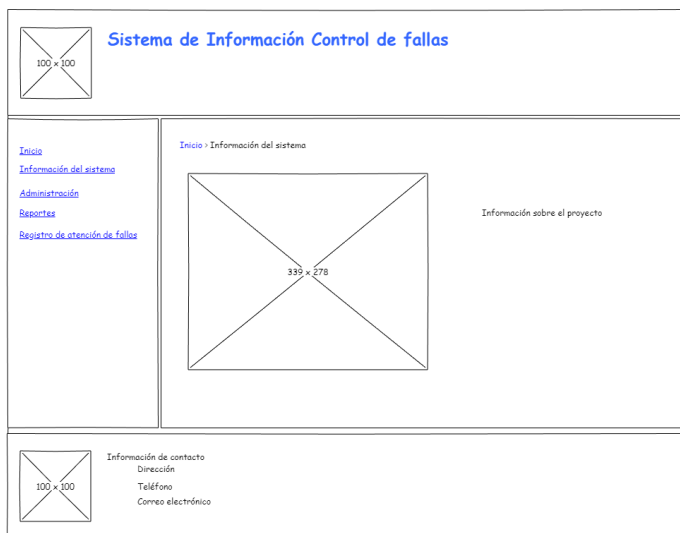 Sistema de Información Control de fallas
100 x 100
Inicio
Información del sistema
Administración
Reportes
Registro de atención de fallas
Inicio > Información del sistema
339 x 278
Información sobre el proyecto
100 x 100
Información de contacto
Dirección
Teléfono
Correo electrónico